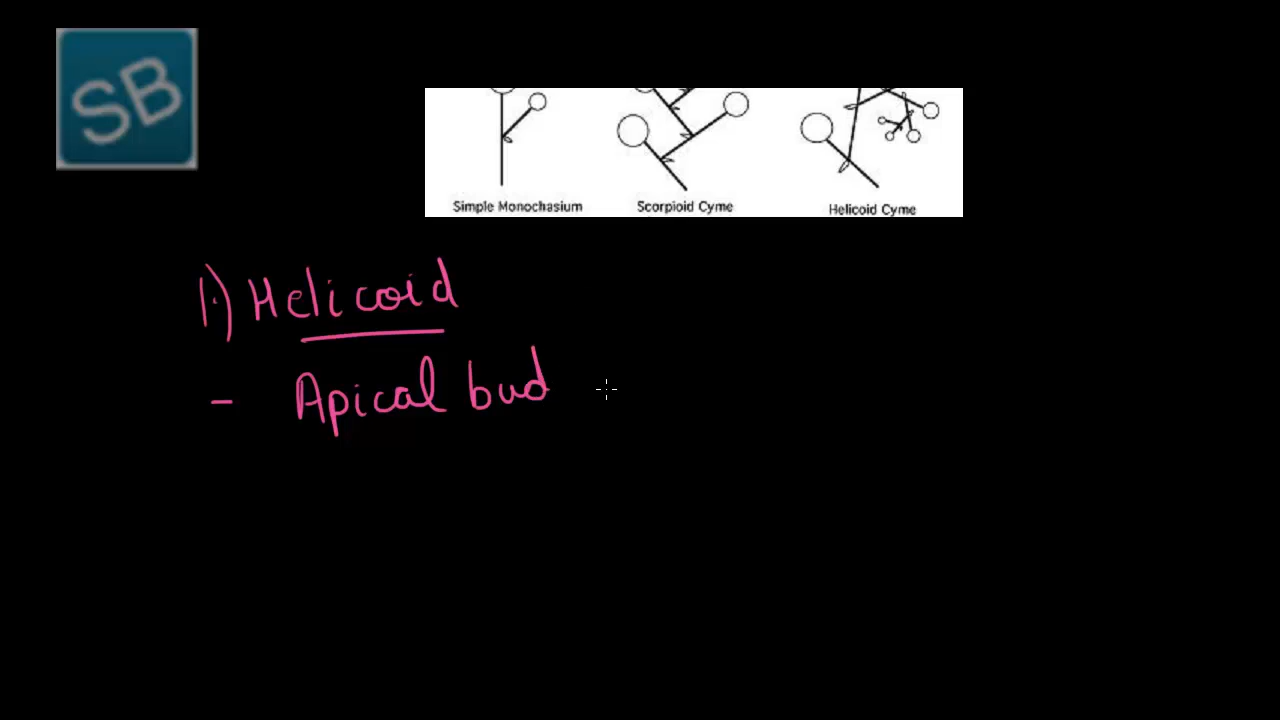 SB
Simple Monochasium Scorpioid Cyme Helicoid Cyme
1.) Helicoid
- Apical bud